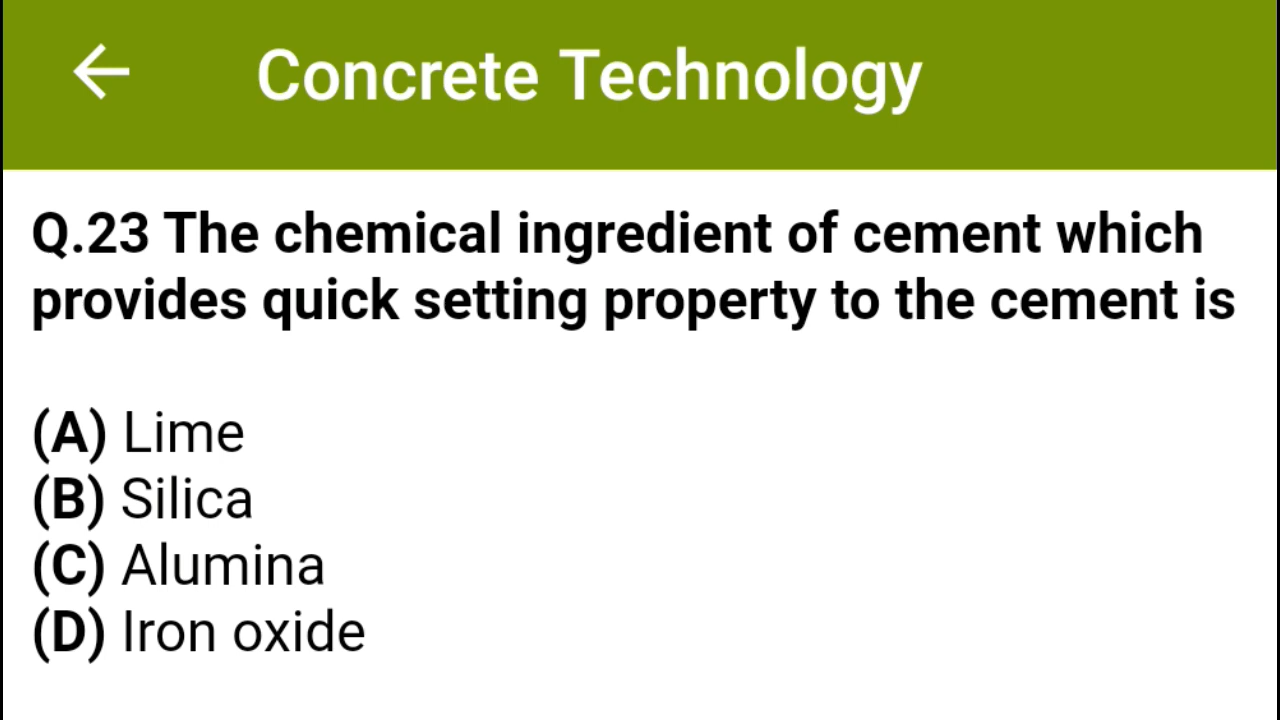 Concrete Technology
Q.23 The chemical ingredient of cement which
provides quick setting property to the cement is
(A) Lime
(B) Silica
(C) Alumina
(D) Iron oxide